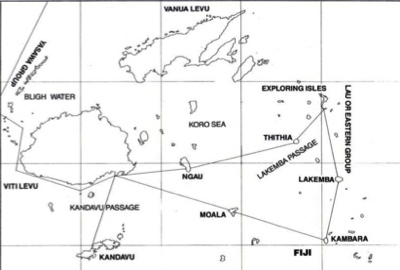 VANUA LEVU
YASAWA GROUP
BLIGH WATER
EXPLORING ISLES
LAU OR EASTERN GROUP
KORO SEA
THITHIA
LAKEMBA PASSAGE
VITI LEVU
NGAU
LAKEMBA
KANDAVU PASSAGE
MOALA
KAMBARA
FIJI
KANDAVU